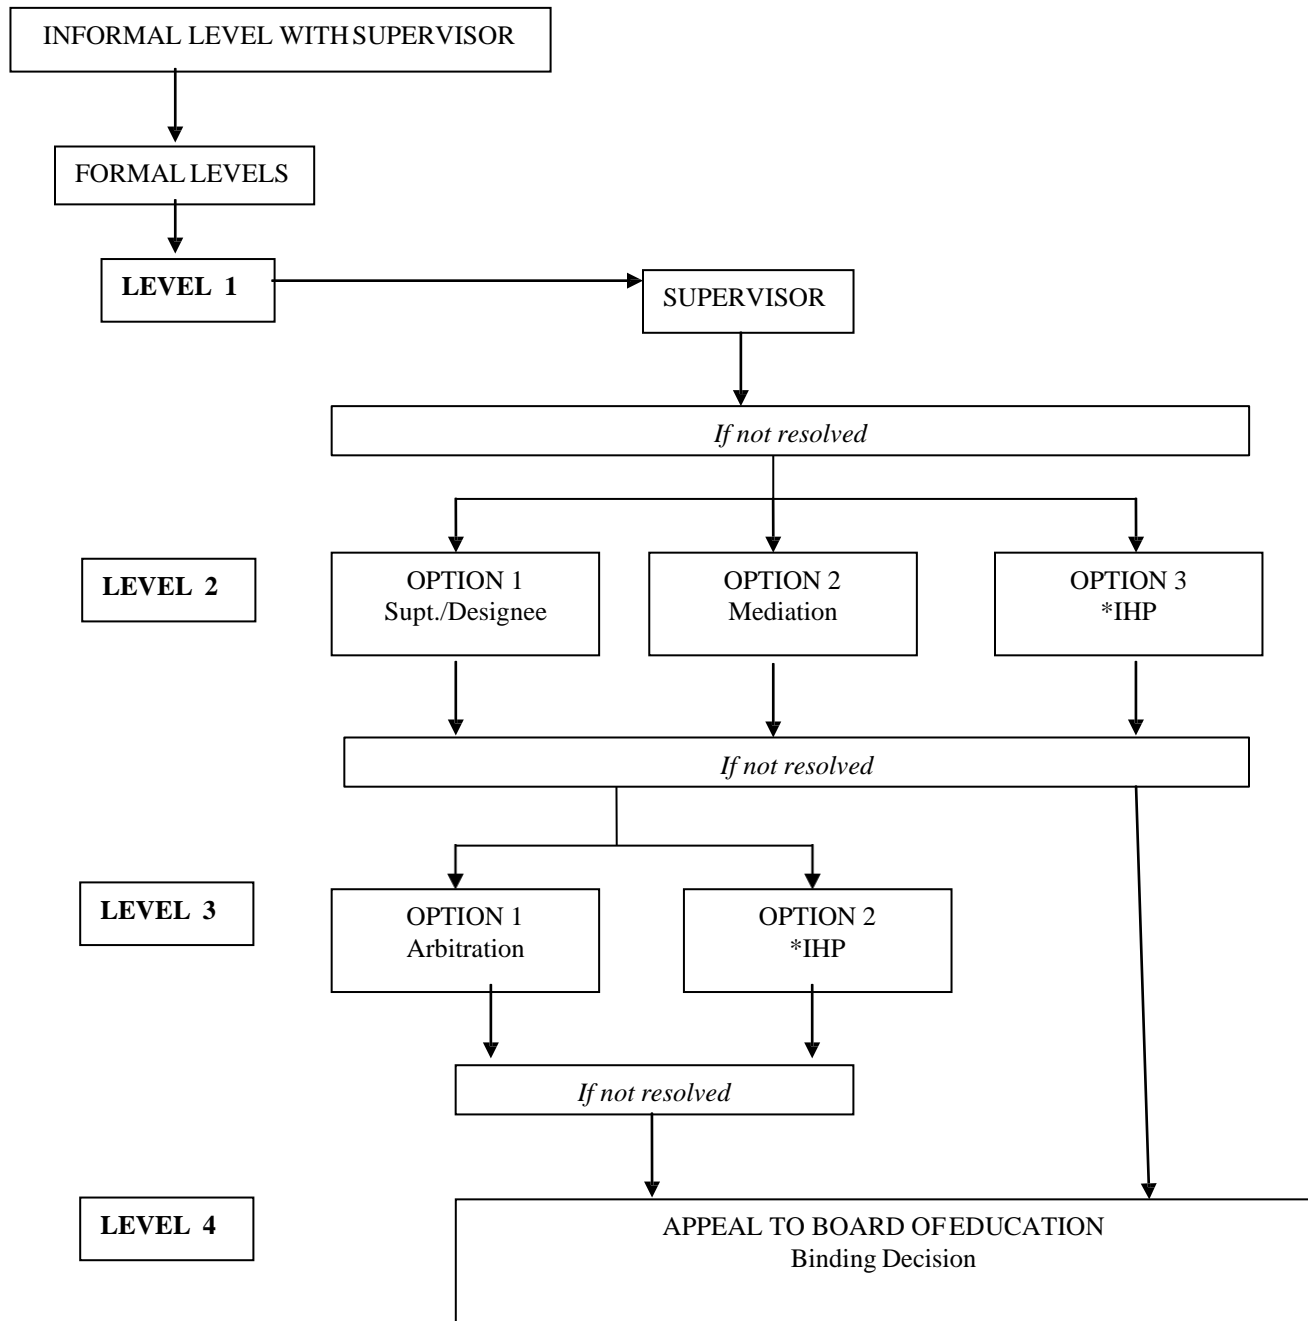 INFORMAL LEVEL WITH SUPERVISOR
FORMAL LEVELS
LEVEL 1
SUPERVISOR
If not resolved
LEVEL 2
OPTION 1
Supt./Designee
OPTION 2
Mediation
OPTION 3
*IHP
If not resolved
LEVEL 3
OPTION 1
Arbitration
OPTION 2
*IHP
If not resolved
LEVEL 4
APPEAL TO BOARD OF EDUCATION
Binding Decision